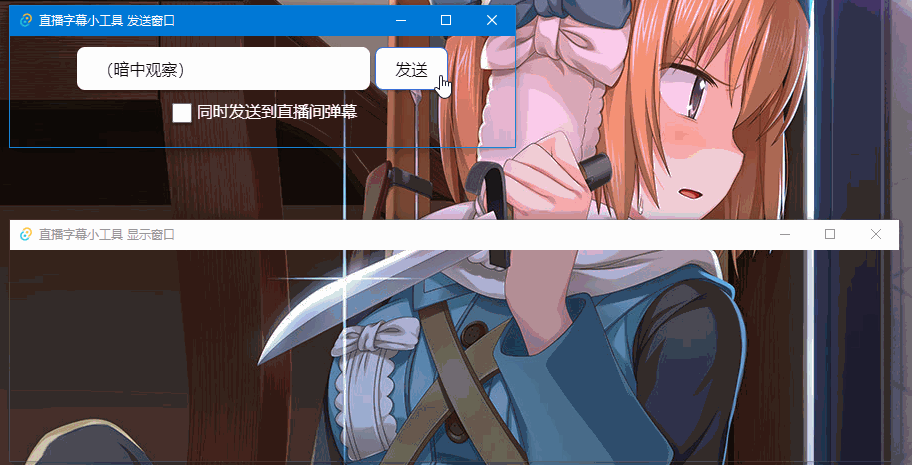 直播字幕小工具 发送窗口
（暗中观察）
发送
同时发送到直播间弹幕
直播字幕小工具 显示窗口